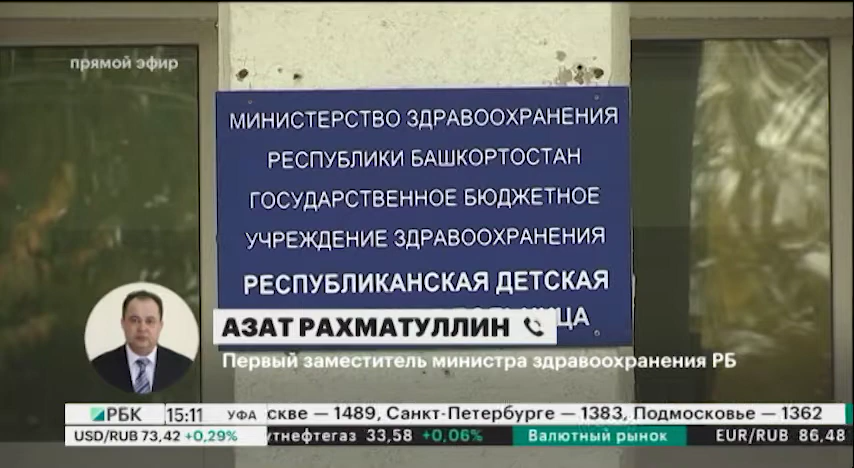 прямой эфир
МИНИСТЕРСТВО ЗДРАВООХРАНЕНИЯ
РЕСПУБЛИКИ БАШКОРТОСТАН
ГОСУДАРСТВЕННОЕ БЮДЖЕТНОЕ
УЧРЕЖДЕНИЕ ЗДРАВООХРАНЕНИЯ
РЕСПУБЛИКАНСКАЯ ДЕТСКАЯ
АЗАТ РАХМАТУЛЛИН
Первый заместитель министра здравоохранения РБ
РБК 15:11 УФА скве — 1489, Санкт-Петербурге — 1383, Подмосковье — 1362
USD/RUB 73,42 +0,29% утнефтегаз 33,58 +0,06% Валютный рынок EUR/RUB 86,48